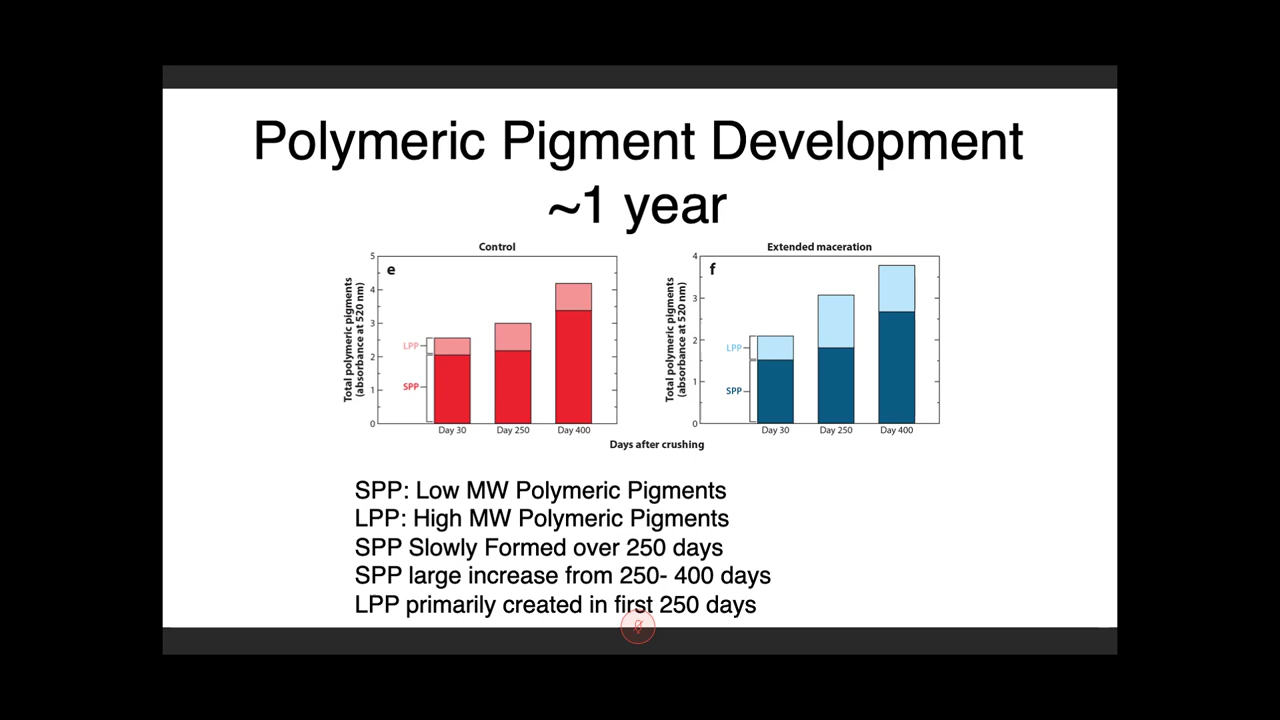 Polymeric Pigment Development
~1 year
Control
e
Total polymeric pigments
(absorbance at 520 nm)
5
4
3
2
1
0
LPP
SPP
Day 30
Day 250
Day 400
Extended maceration
f
Total polymeric pigments
(absorbance at 520 nm)
4
3
2
1
0
LPP
SPP
Day 30
Day 250
Day 400
Days after crushing
SPP: Low MW Polymeric Pigments
LPP: High MW Polymeric Pigments
SPP Slowly Formed over 250 days
SPP large increase from 250- 400 days
LPP primarily created in first 250 days